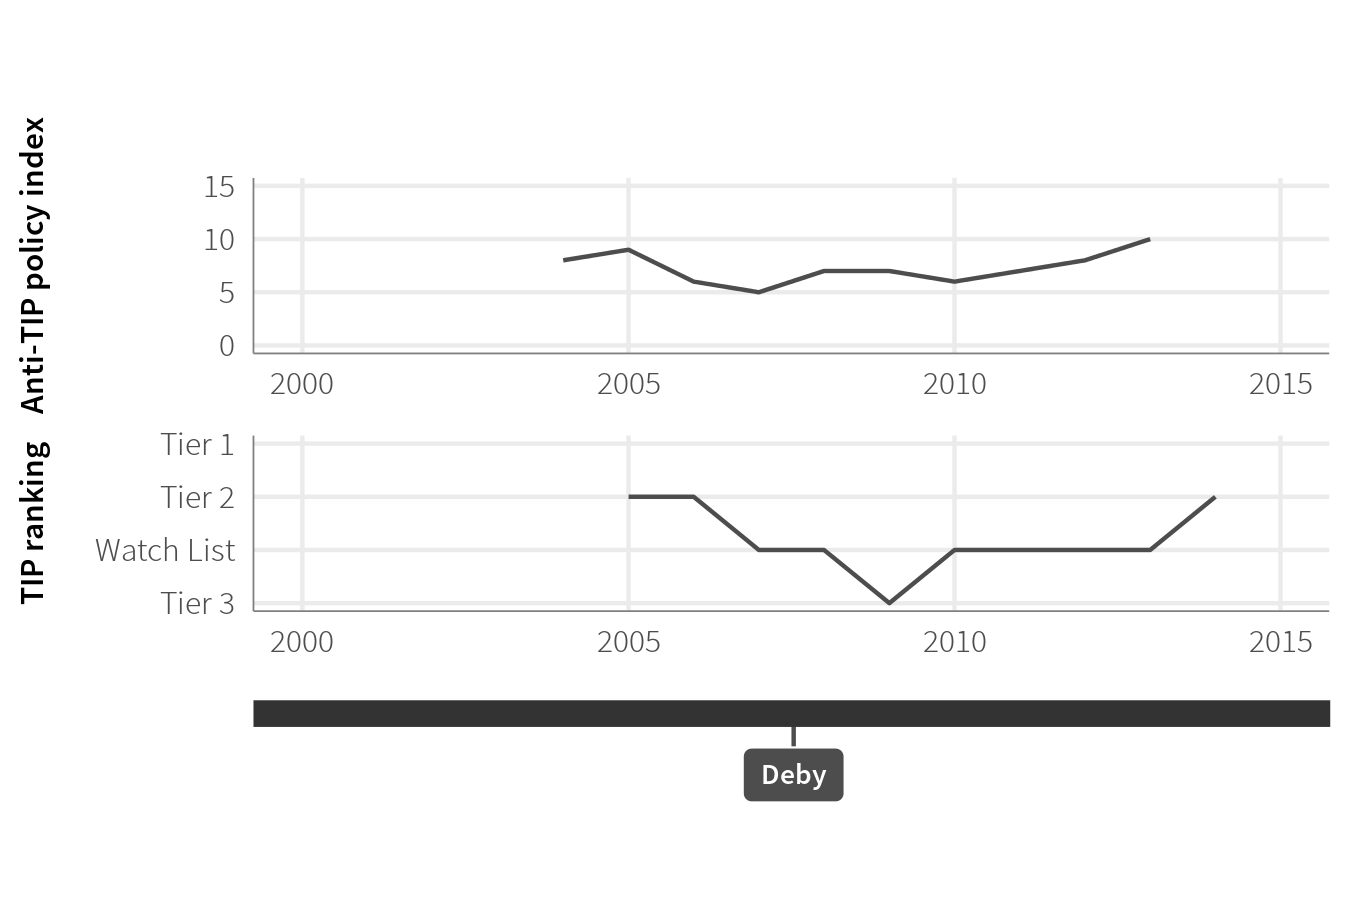 Anti-TIP policy index
15
10
5
0
2000 2005 2010 2015
TIP ranking
Tier 1
Tier 2
Watch List
Tier 3
2000 2005 2010 2015
Deby